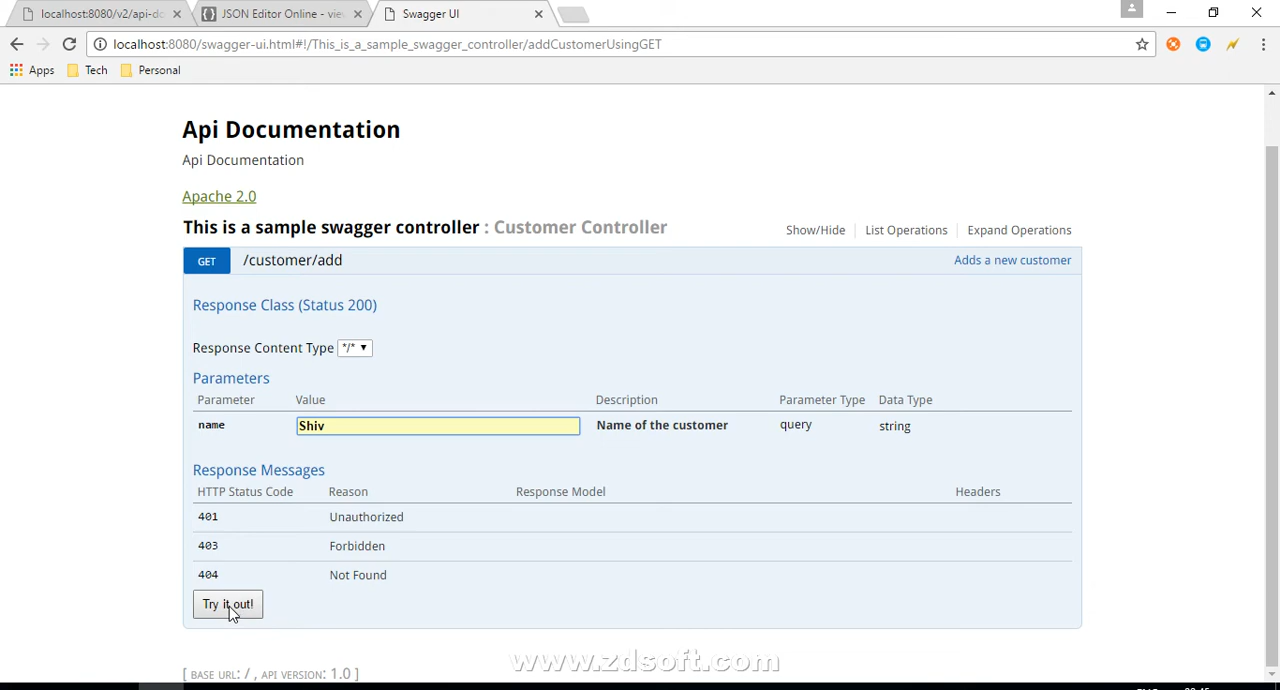 localhost:8080/v2/api-do
JSON Editor Online - view
Swagger UI
localhost:8080/swagger-ui.html#!/This_is_a_sample_swagger_controller/addCustomerUsingGET
Apps Tech Personal
Api Documentation
Api Documentation
Apache 2.0
This is a sample swagger controller : Customer Controller
Show/Hide List Operations Expand Operations
GET /customer/add Adds a new customer
Response Class (Status 200)
Response Content Type */*
Parameters
Parameter Value Description Parameter Type Data Type
name Shiv Name of the customer query string
Response Messages
HTTP Status Code Reason Response Model Headers
401 Unauthorized
403 Forbidden
404 Not Found
Try it out!
www.zdsoft.com
[ BASE URL: / , API VERSION: 1.0 ]